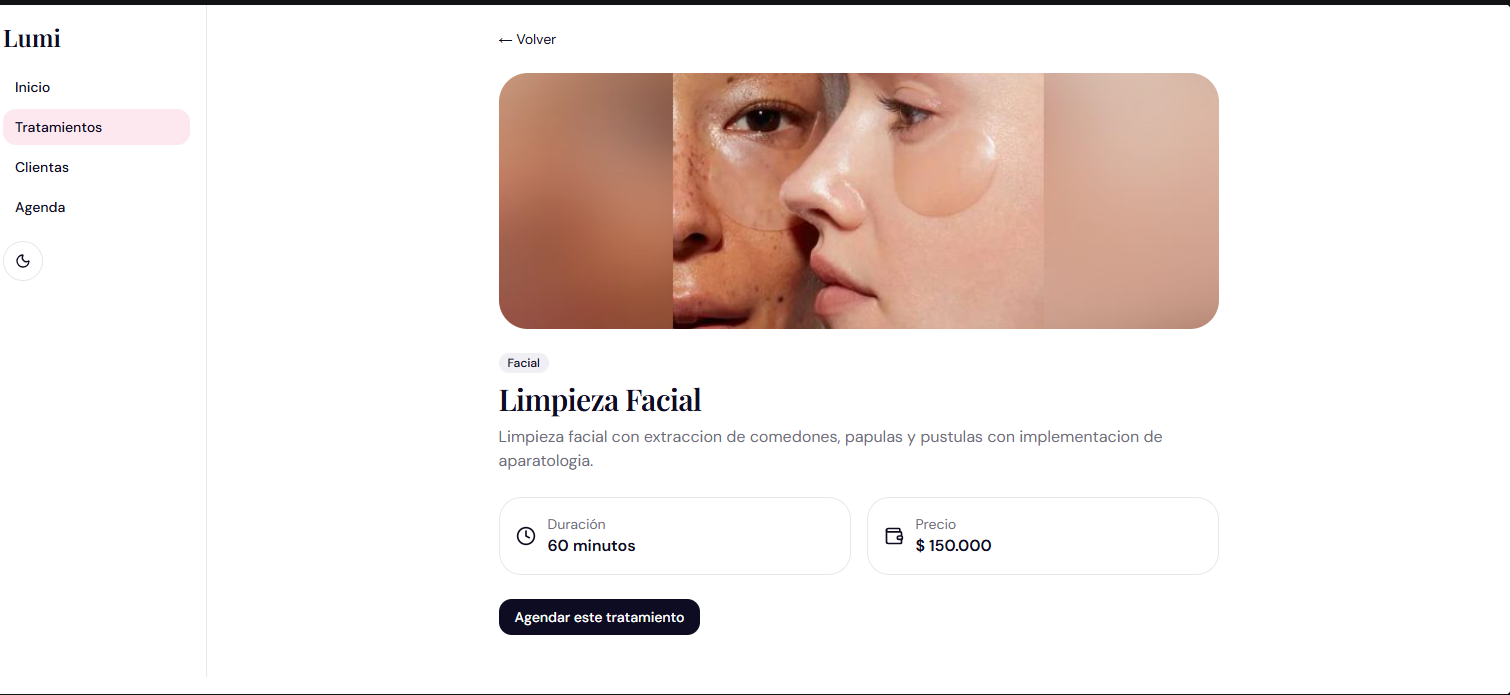 Lumi
Inicio
Tratamientos
Clientas
Agenda
← Volver
Facial
Limpieza Facial
Limpieza facial con extraccion de comedones, papulas y pustulas con implementacion de
aparatologia.
Duración
60 minutos
Precio
$ 150.000
Agendar este tratamiento